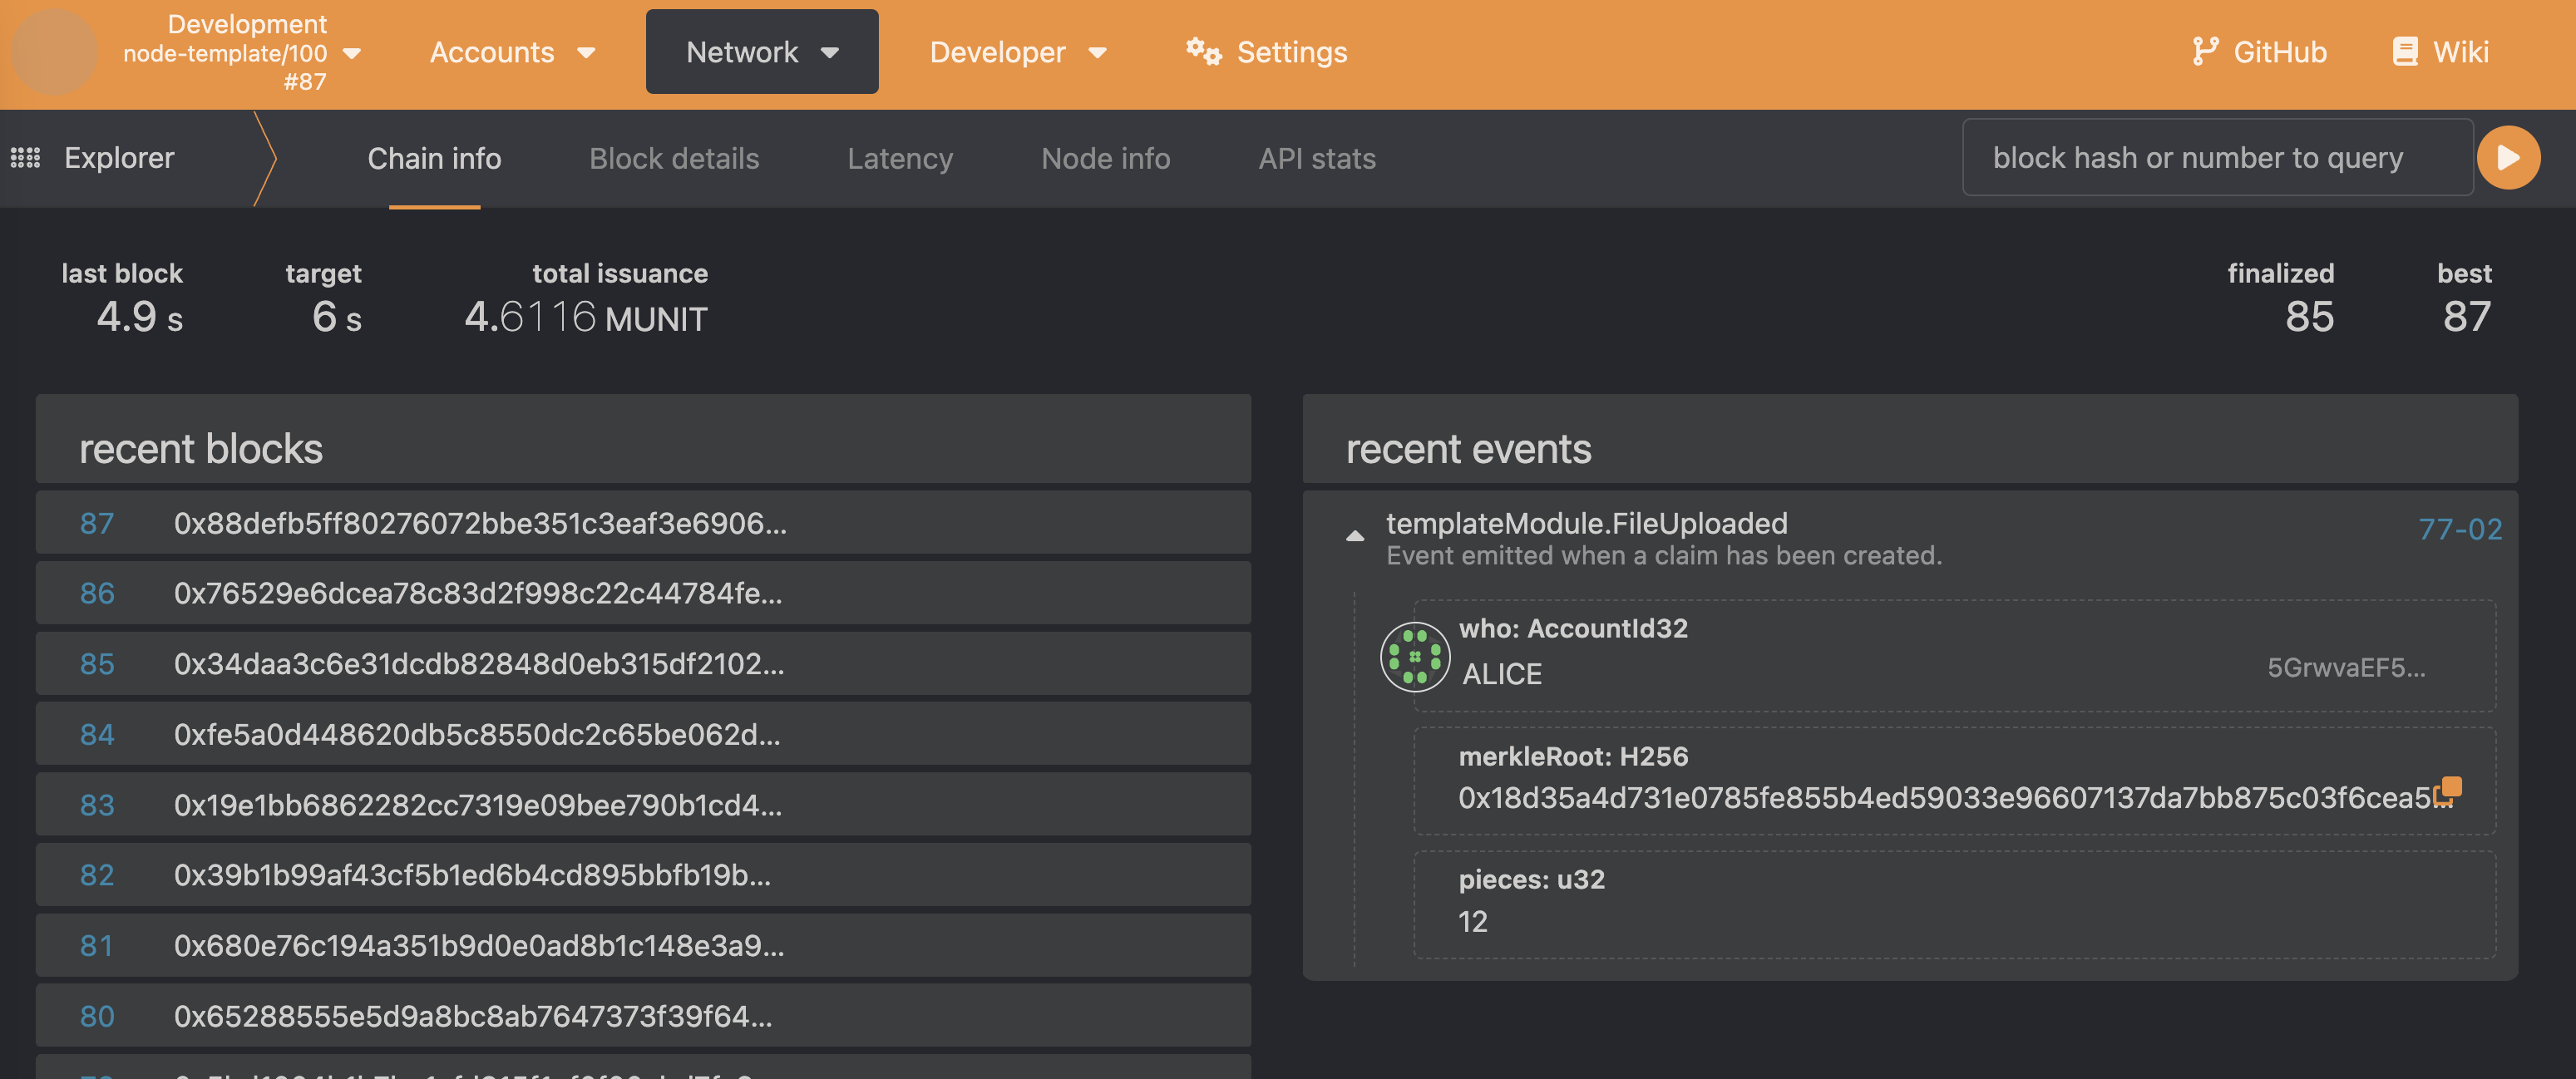 Development
node-template/100
#87
Accounts
Network
Developer
Settings
GitHub
Wiki
Explorer
Chain info
Block details
Latency
Node info
API stats
block hash or number to query
last block
4.9 s
target
6 s
total issuance
4.6116 MUNIT
finalized
85
best
87
recent blocks
87 0x88defb5ff80276072bbe351c3eaf3e6906...
86 0x76529e6dcea78c83d2f998c22c44784fe...
85 0x34daa3c6e31dcdb82848d0eb315df2102...
84 0xfe5a0d448620db5c8550dc2c65be062d...
83 0x19e1bb6862282cc7319e09bee790b1cd4...
82 0x39b1b99af43cf5b1ed6b4cd895bbfb19b...
81 0x680e76c194a351b9d0e0ad8b1c148e3a9...
80 0x65288555e5d9a8bc8ab7647373f39f64...
recent events
templateModule.FileUploaded
77-02
Event emitted when a claim has been created.
who: AccountId32
ALICE
5GrwvaEF5...
merkleRoot: H256
0x18d35a4d731e0785fe855b4ed59033e96607137da7bb875c03f6cea5...
pieces: u32
12